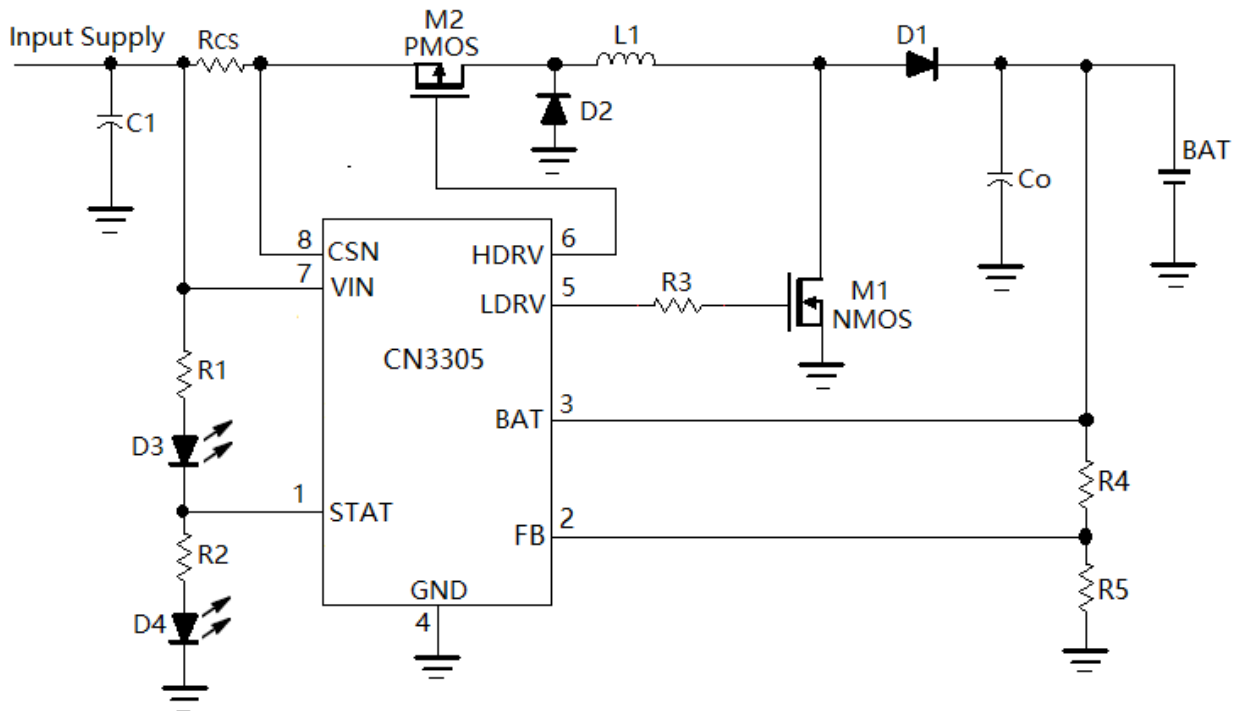 Input Supply
RCS
M2
PMOS
L1
D1
C1
D2
Co
BAT
8
CSN
7
VIN
HDRV
6
LDRV
5
R3
M1
NMOS
CN3305
R1
D3
BAT
3
1
STAT
R4
R2
FB
2
GND
4
R5
D4